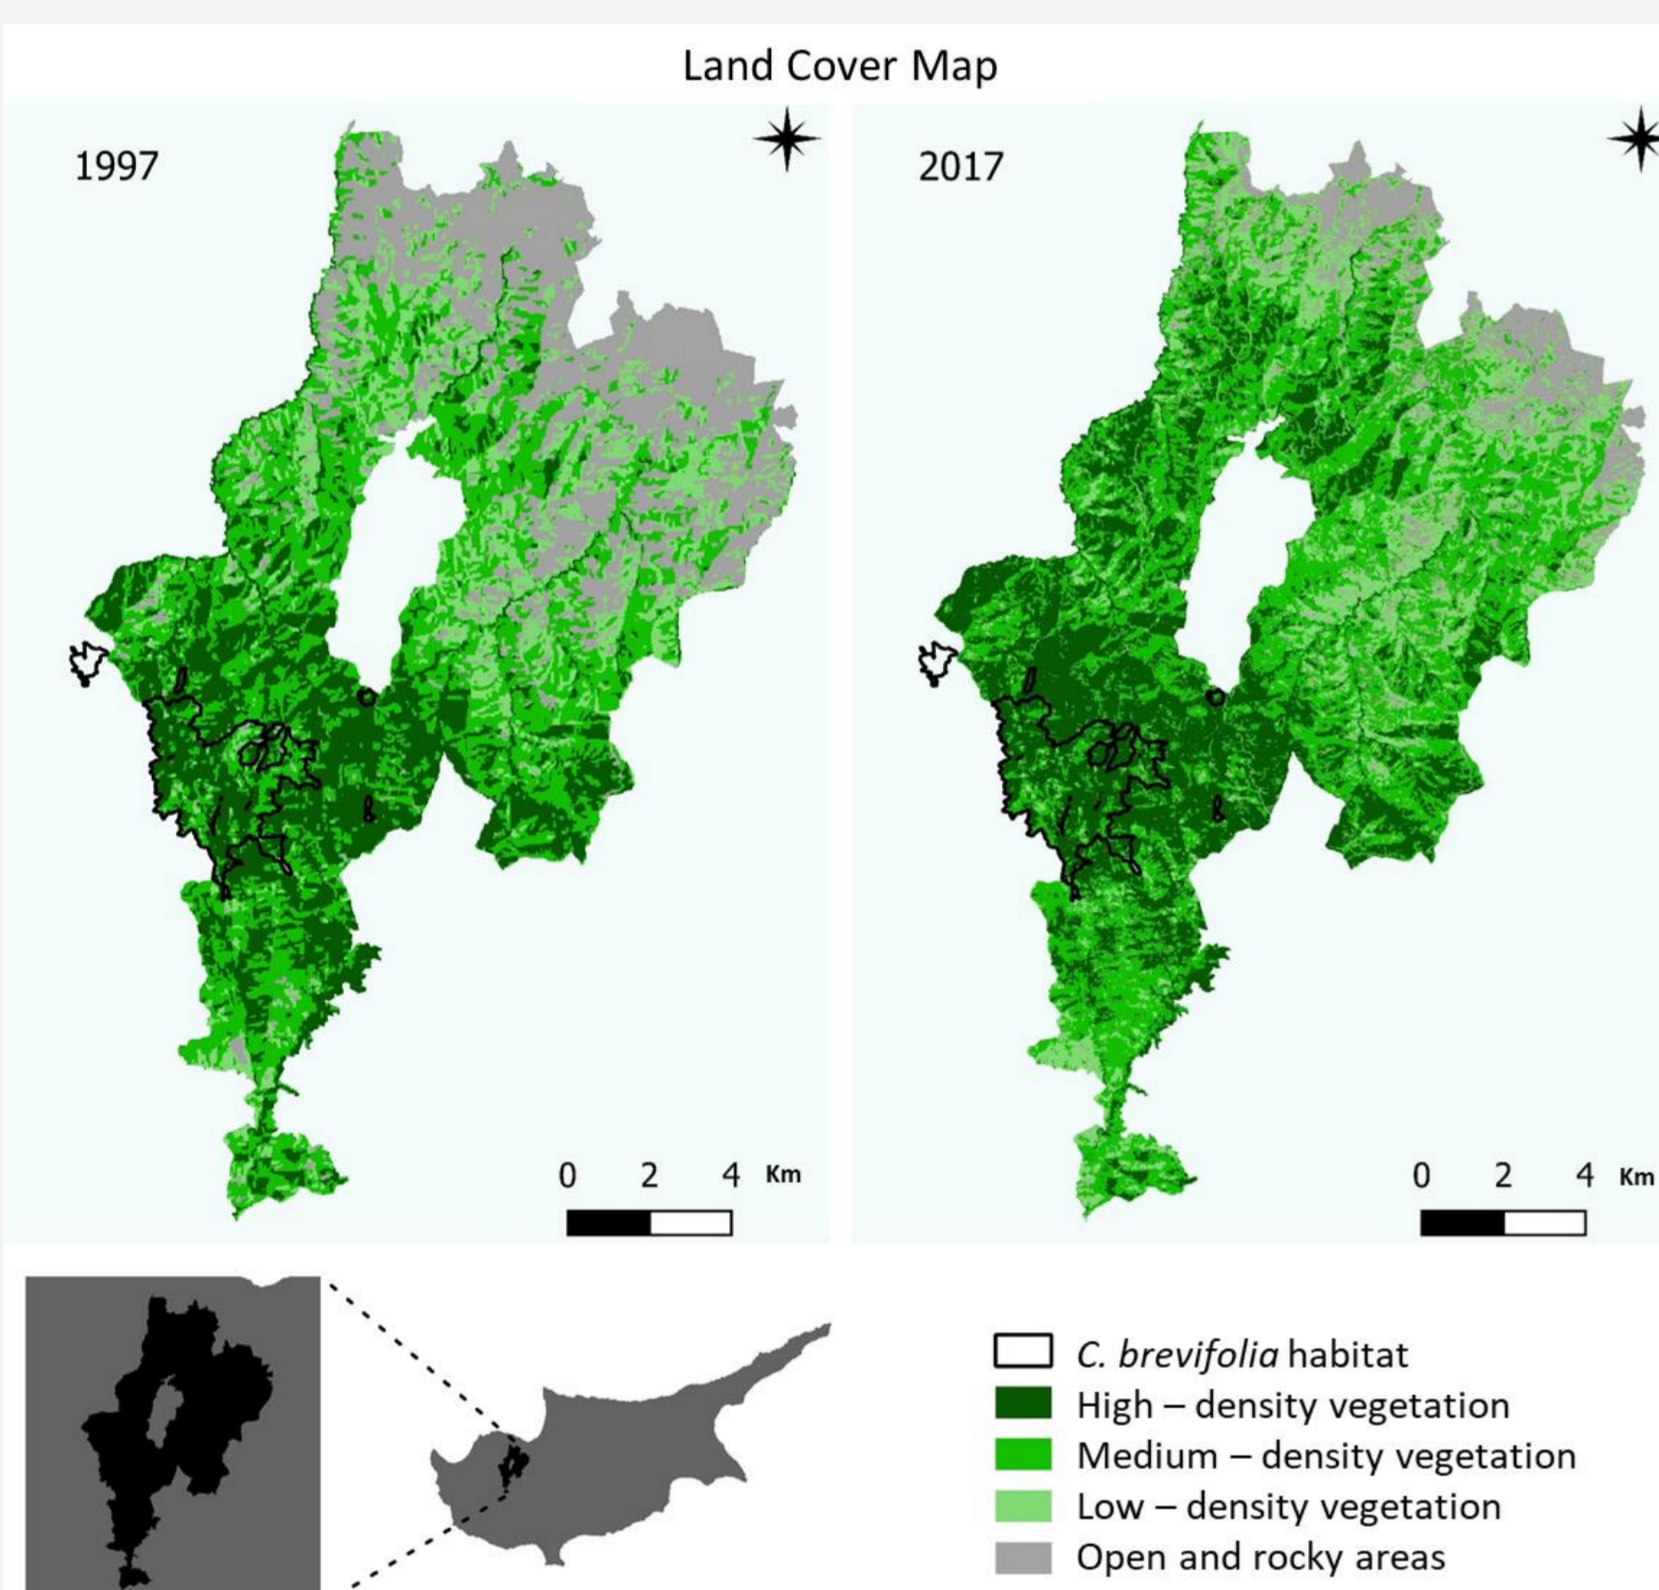 Land Cover Map
1997
2017
0 2 4 Km
0 2 4 Km
C. brevifolia habitat
High – density vegetation
Medium – density vegetation
Low – density vegetation
Open and rocky areas